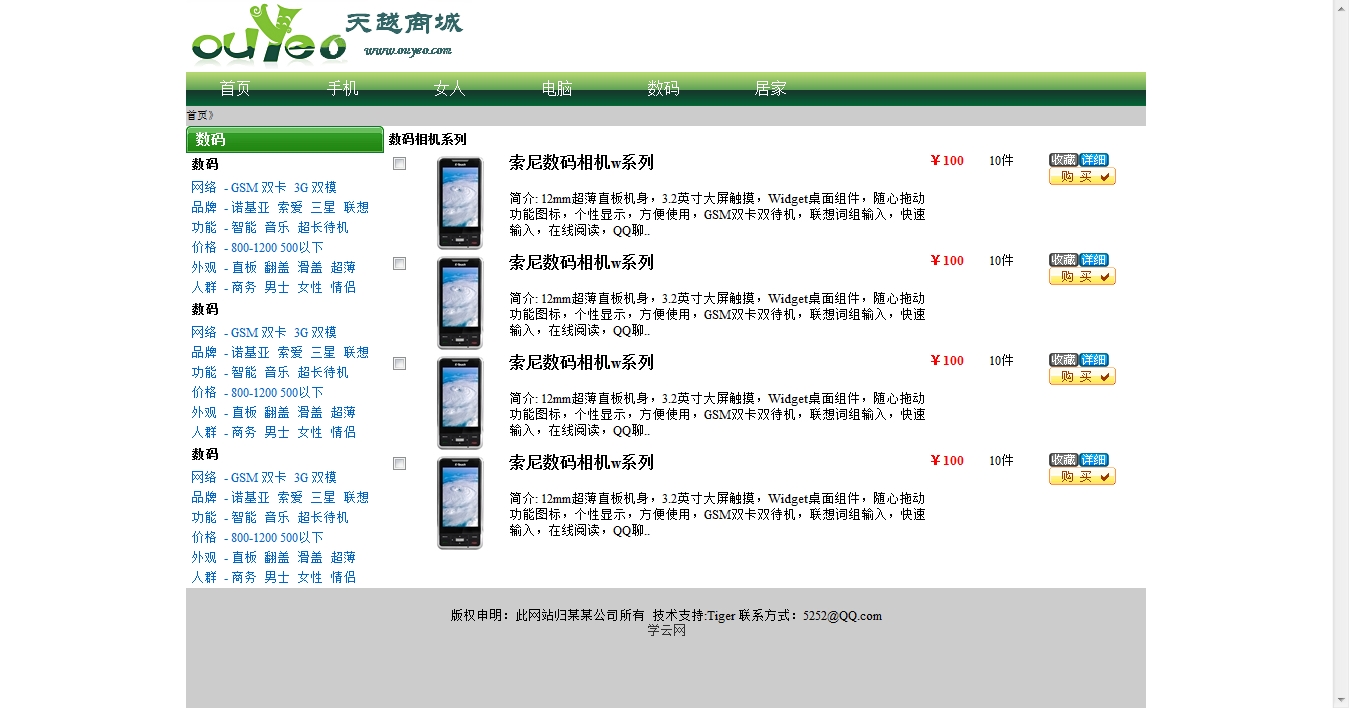 ouyeo 天越商城
www.ouyeo.com
首页 手机 女人 电脑 数码 居家
首页》
数码
数码
网络 - GSM 双卡 3G 双模
品牌 - 诺基亚 索爱 三星 联想
功能 - 智能 音乐 超长待机
价格 - 800-1200 500以下
外观 - 直板 翻盖 滑盖 超薄
人群 - 商务 男士 女性 情侣
数码
网络 - GSM 双卡 3G 双模
品牌 - 诺基亚 索爱 三星 联想
功能 - 智能 音乐 超长待机
价格 - 800-1200 500以下
外观 - 直板 翻盖 滑盖 超薄
人群 - 商务 男士 女性 情侣
数码
网络 - GSM 双卡 3G 双模
品牌 - 诺基亚 索爱 三星 联想
功能 - 智能 音乐 超长待机
价格 - 800-1200 500以下
外观 - 直板 翻盖 滑盖 超薄
人群 - 商务 男士 女性 情侣
数码相机系列
索尼数码相机w系列 ¥ 100 10件 收藏 详细
购 买
简介: 12mm超薄直板机身，3.2英寸大屏触摸，Widget桌面组件，随心拖动
功能图标，个性显示，方便使用，GSM双卡双待机，联想词组输入，快速
输入，在线阅读，QQ聊..
索尼数码相机w系列 ¥ 100 10件 收藏 详细
购 买
简介: 12mm超薄直板机身，3.2英寸大屏触摸，Widget桌面组件，随心拖动
功能图标，个性显示，方便使用，GSM双卡双待机，联想词组输入，快速
输入，在线阅读，QQ聊..
索尼数码相机w系列 ¥ 100 10件 收藏 详细
购 买
简介: 12mm超薄直板机身，3.2英寸大屏触摸，Widget桌面组件，随心拖动
功能图标，个性显示，方便使用，GSM双卡双待机，联想词组输入，快速
输入，在线阅读，QQ聊..
索尼数码相机w系列 ¥ 100 10件 收藏 详细
购 买
简介: 12mm超薄直板机身，3.2英寸大屏触摸，Widget桌面组件，随心拖动
功能图标，个性显示，方便使用，GSM双卡双待机，联想词组输入，快速
输入，在线阅读，QQ聊..
版权申明：此网站归某某公司所有 技术支持:Tiger 联系方式：5252@QQ.com
学云网